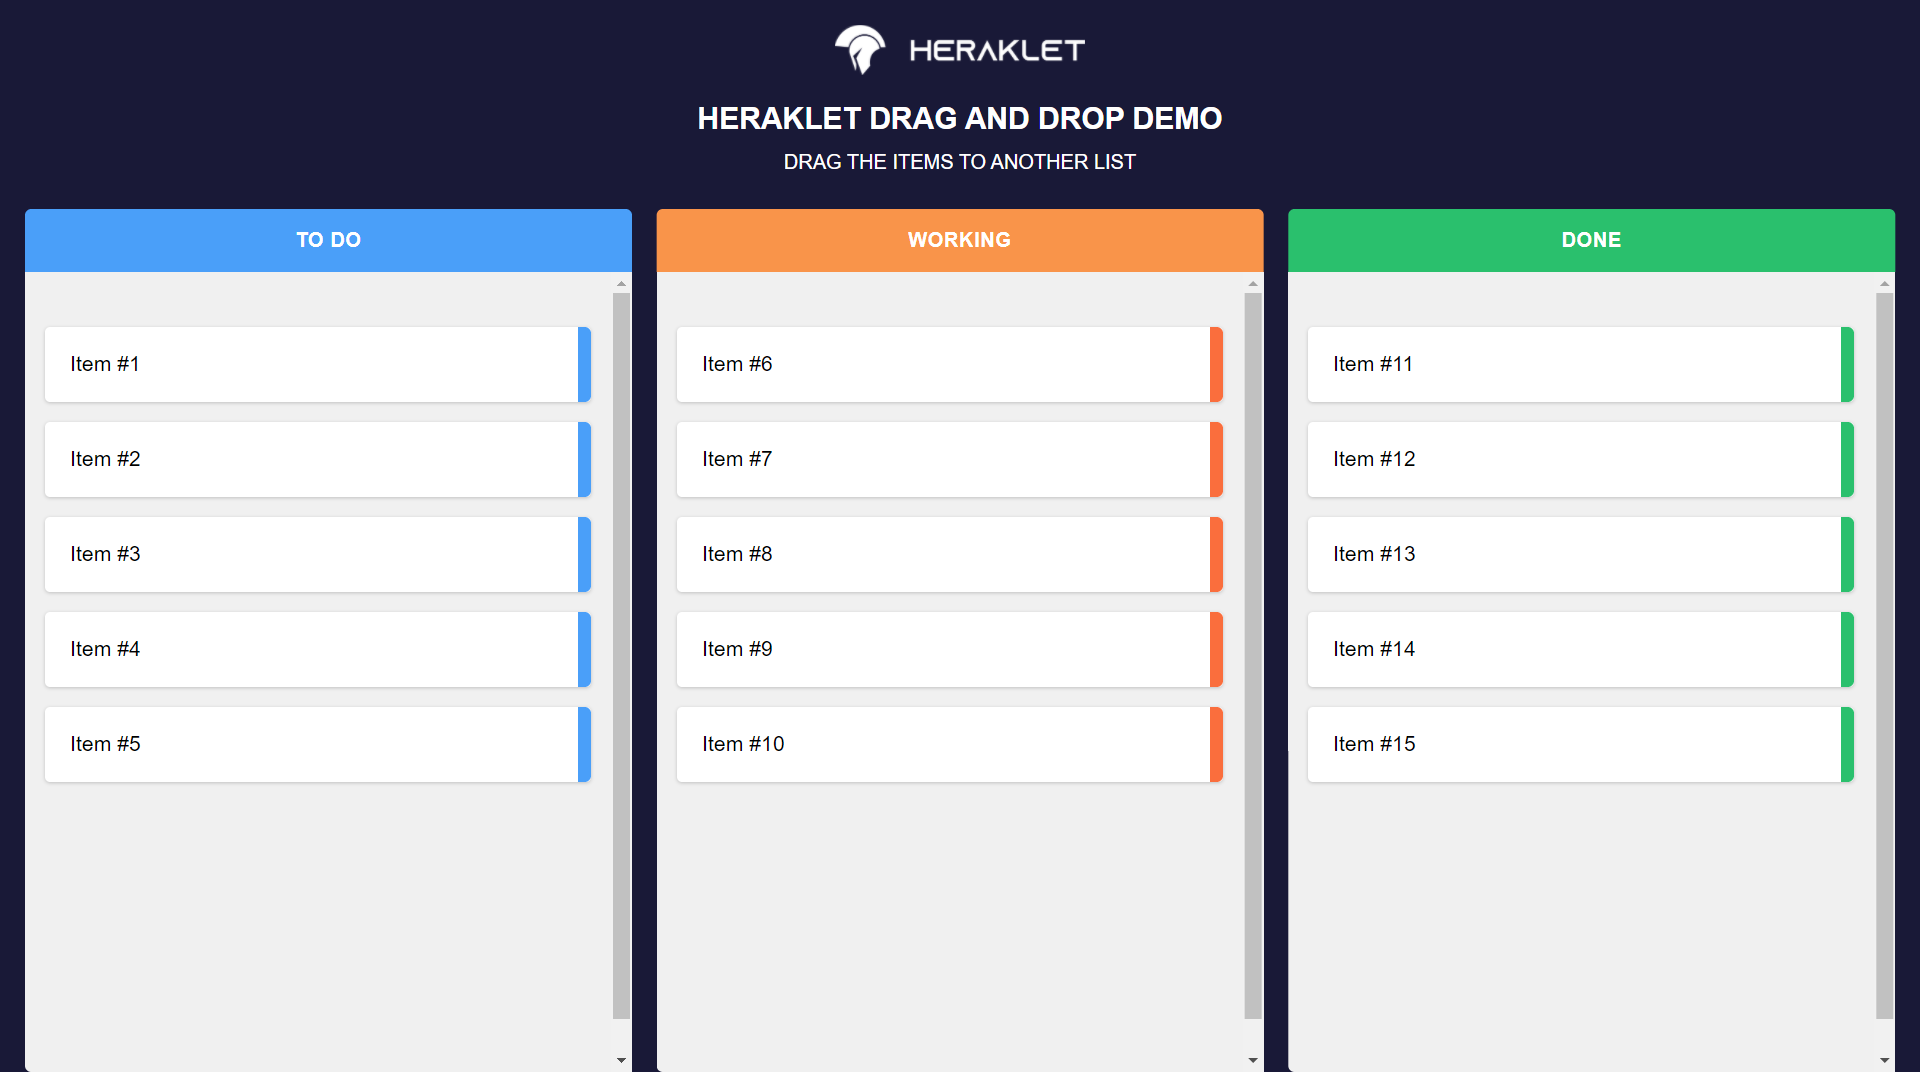 HERAKLET
HERAKLET DRAG AND DROP DEMO
DRAG THE ITEMS TO ANOTHER LIST
TO DO
Item #1
Item #2
Item #3
Item #4
Item #5
WORKING
Item #6
Item #7
Item #8
Item #9
Item #10
DONE
Item #11
Item #12
Item #13
Item #14
Item #15